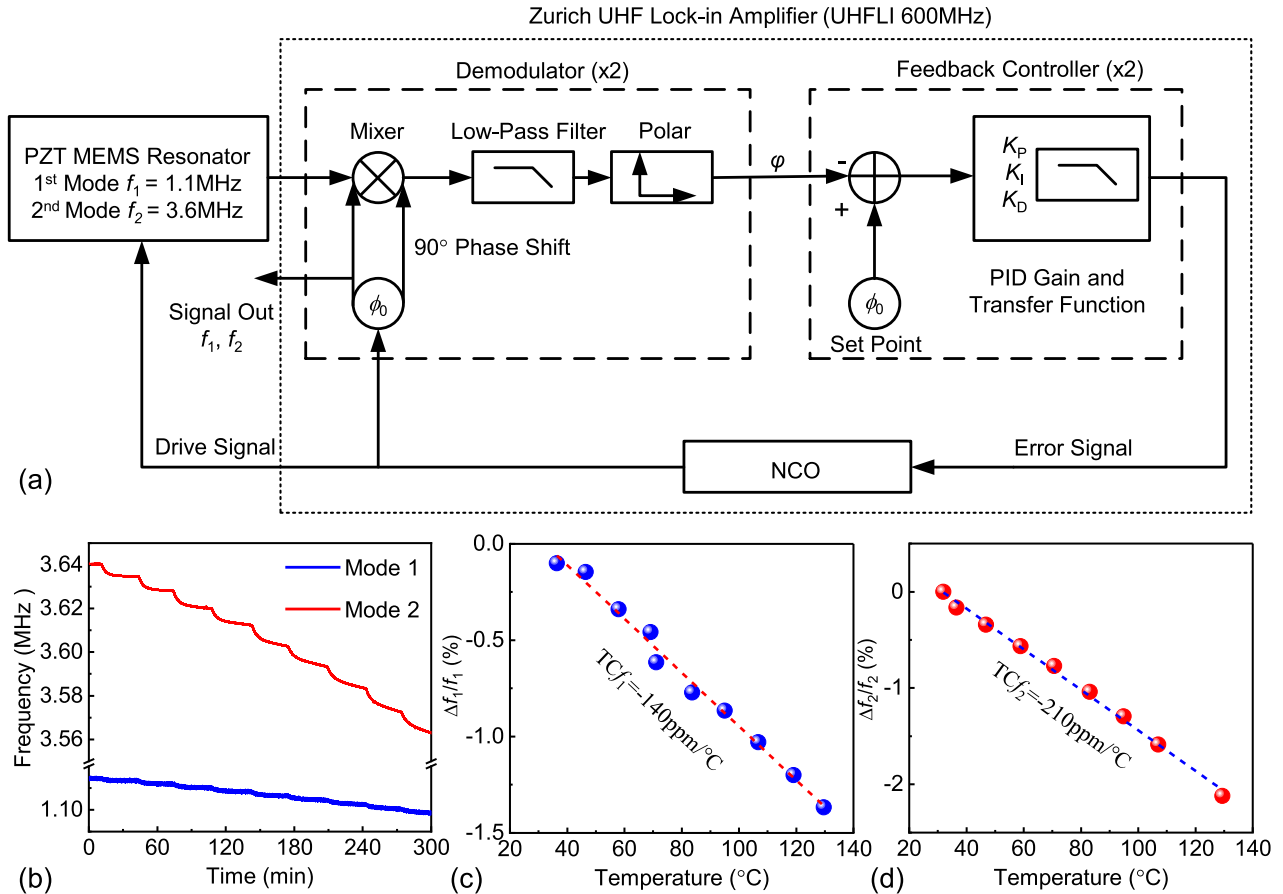 Zurich UHF Lock-in Amplifier (UHFLI 600MHz)
Demodulator (x2)
Feedback Controller (x2)
PZT MEMS Resonator
1st Mode f1 = 1.1MHz
2nd Mode f2 = 3.6MHz
Mixer
Low-Pass Filter
Polar
φ
-
+
KP
KI
KD
90° Phase Shift
ϕ0
Signal Out
f1, f2
ϕ0
Set Point
PID Gain and
Transfer Function
Drive Signal
NCO
Error Signal
(a)
Frequency (MHz)
3.64
3.62
3.60
3.58
3.56
1.10
Mode 1
Mode 2
0 60 120 180 240 300
Time (min)
(b)
Δf1/f1 (%)
0.0
-0.5
-1.0
-1.5
TCf1=-140ppm/°C
20 40 60 80 100 120 140
Temperature (°C)
(c)
Δf2/f2 (%)
0
-1
-2
TCf2=-210ppm/°C
20 40 60 80 100 120 140
Temperature (°C)
(d)